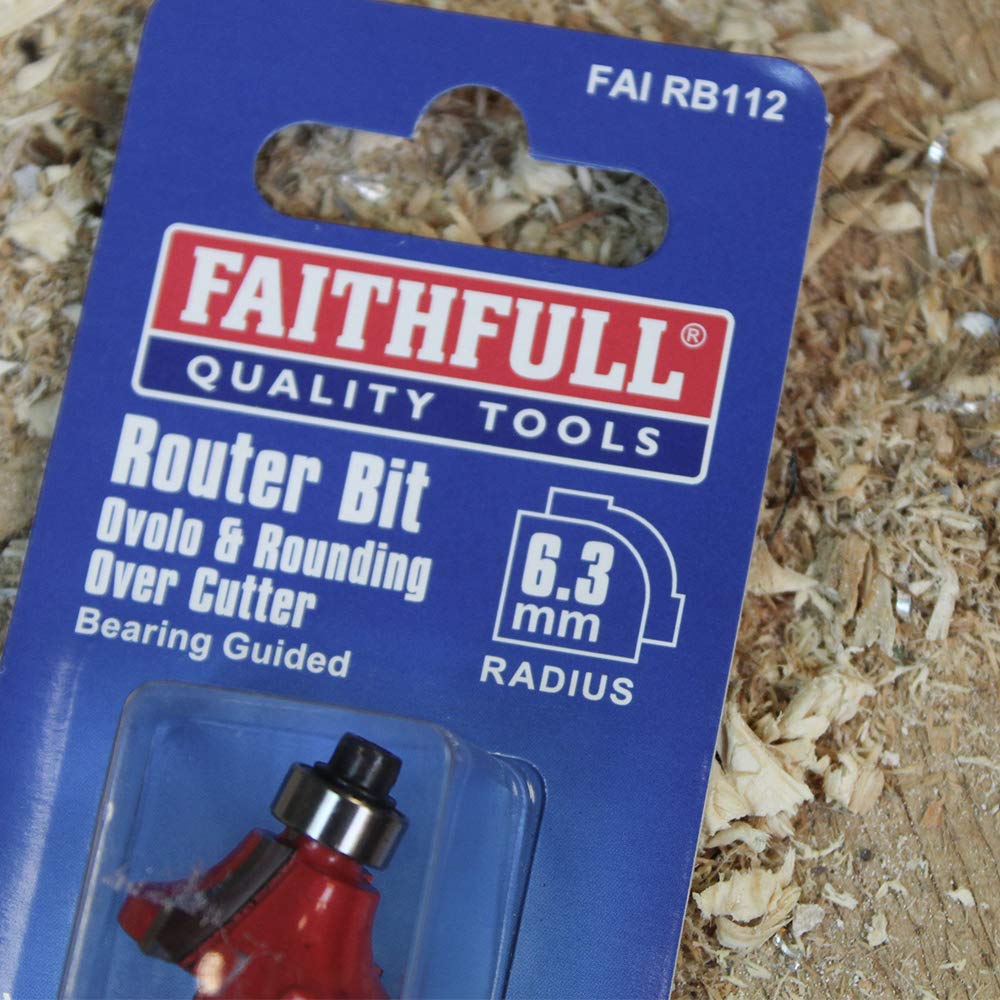 FAI RB112
FAITHFULL®
QUALITY TOOLS
Router Bit
Ovolo & Rounding
Over Cutter
Bearing Guided
6.3
mm
RADIUS